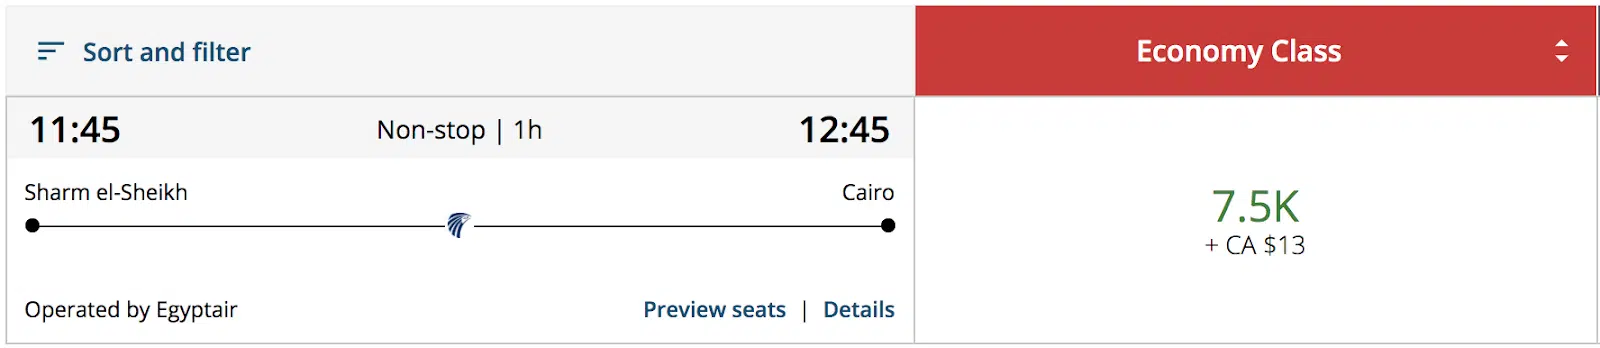 Sort and filter
Economy Class
11:45 Non-stop | 1h 12:45
Sharm el-Sheikh Cairo
7.5K
+ CA $13
Operated by Egyptair Preview seats | Details